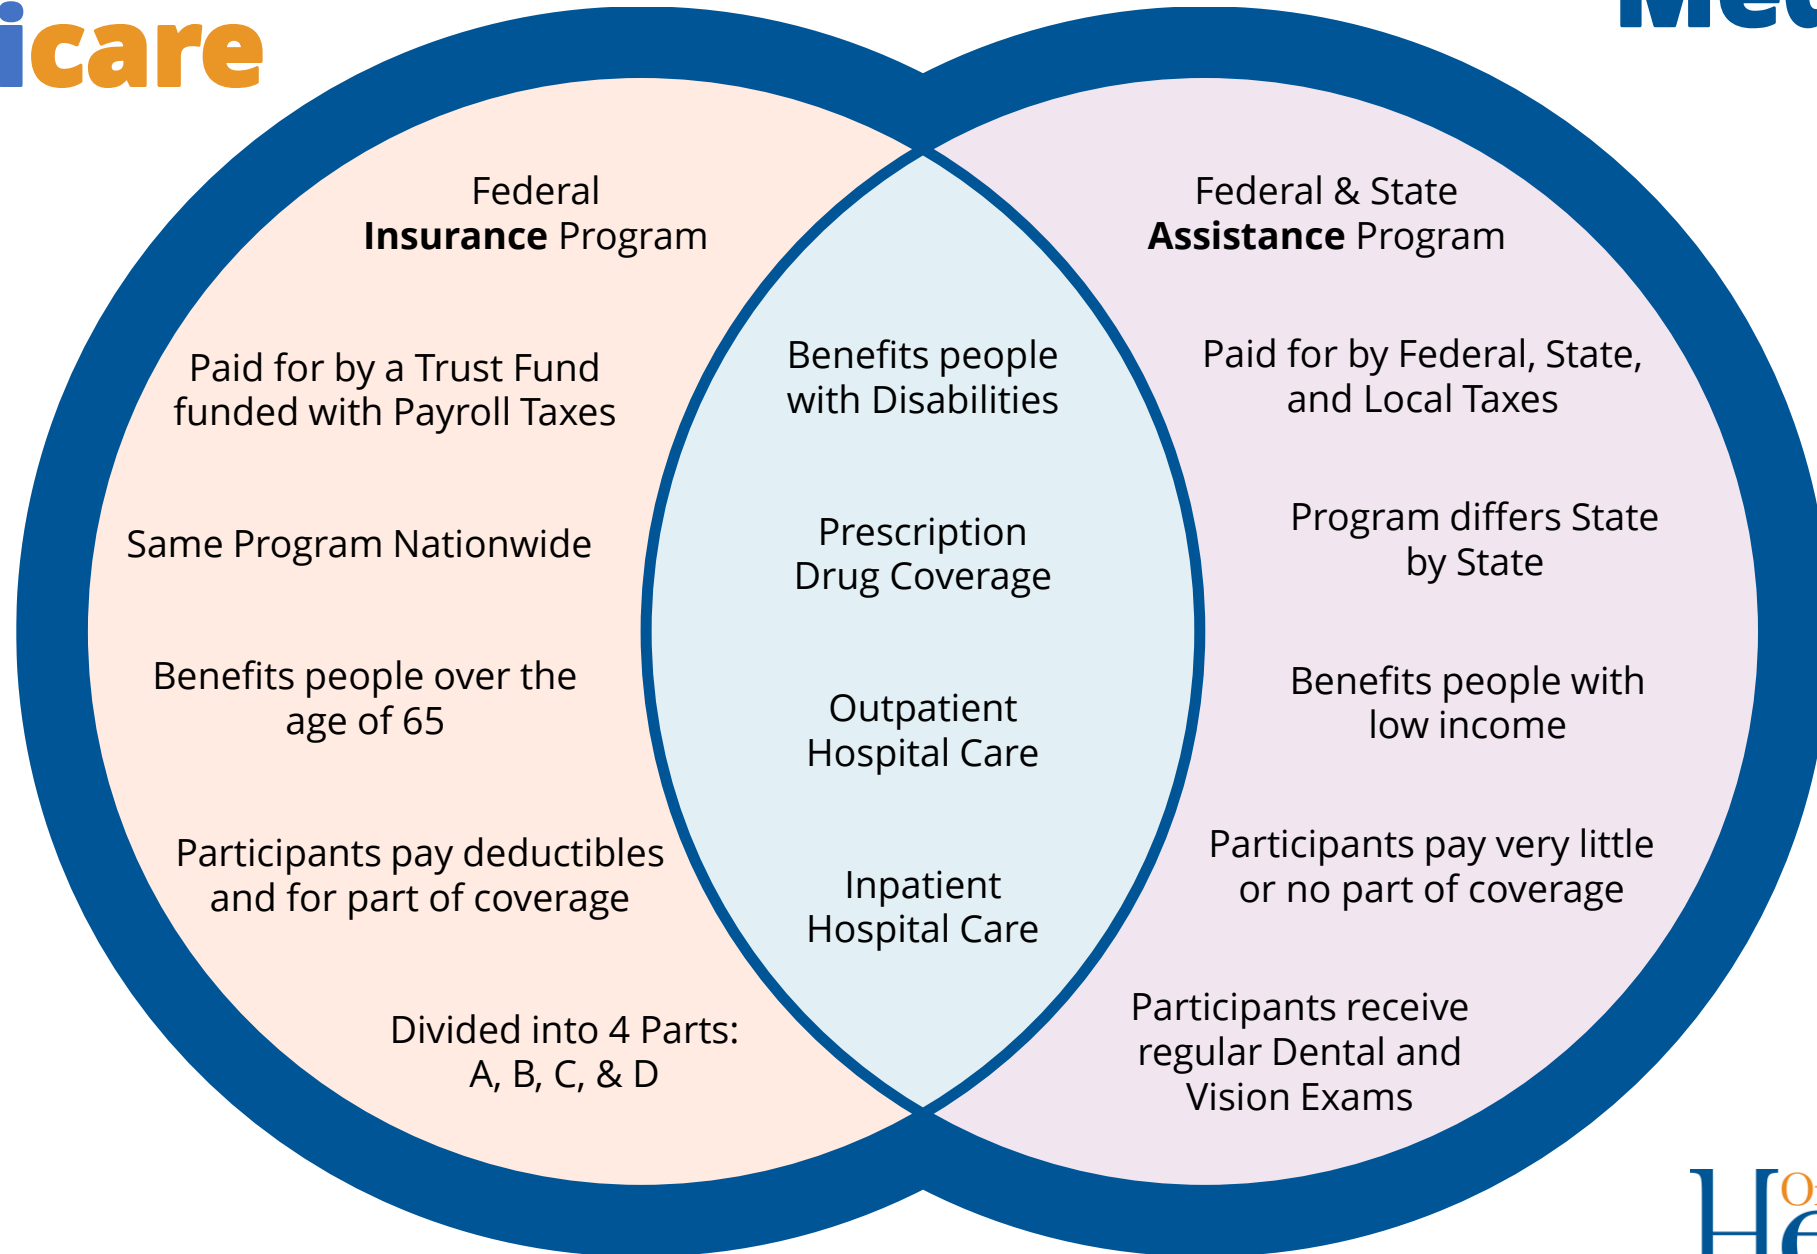 icare
Med
Federal
Insurance Program
Paid for by a Trust Fund
funded with Payroll Taxes
Same Program Nationwide
Benefits people over the
age of 65
Participants pay deductibles
and for part of coverage
Divided into 4 Parts:
A, B, C, & D
Benefits people
with Disabilities
Prescription
Drug Coverage
Outpatient
Hospital Care
Inpatient
Hospital Care
Federal & State
Assistance Program
Paid for by Federal, State,
and Local Taxes
Program differs State
by State
Benefits people with
low income
Participants pay very little
or no part of coverage
Participants receive
regular Dental and
Vision Exams